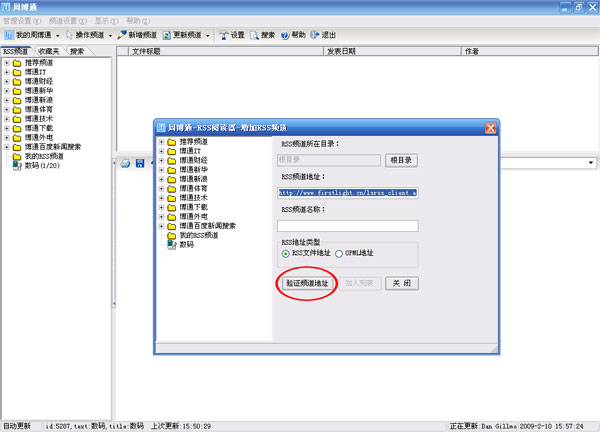 周博通
管理设置(X) 频道设置(Z) 显示(I) 帮助(X)
我的周博通 操作频道 新增频道 更新频道 设置 搜索 帮助 退出
RSS频道 收藏夹 搜索
文件标题 发表日期 作者
推荐频道
博通IT
博通财经
博通新华
博通新浪
博通体育
博通技术
博通下载
博通外电
博通百度新闻搜索
我的RSS频道
数码(1/20)
周博通-RSS阅读器-增加RSS频道
推荐频道
博通IT
博通财经
博通新华
博通新浪
博通体育
博通技术
博通下载
博通外电
博通百度新闻搜索
我的RSS频道
数码
RSS频道所在目录:
根目录 根目录
RSS频道地址:
http://www.firstlight.cn/lsrss_client.a
RSS频道名称:
RSS地址类型
RSS文件地址 OPML地址
验证频道地址 加入列表 关 闭
自动更新 id:5287,text:数码,title:数码 上次更新:15:50:29 正在更新:Dan Gillmo 2009-2-10 15:57:24